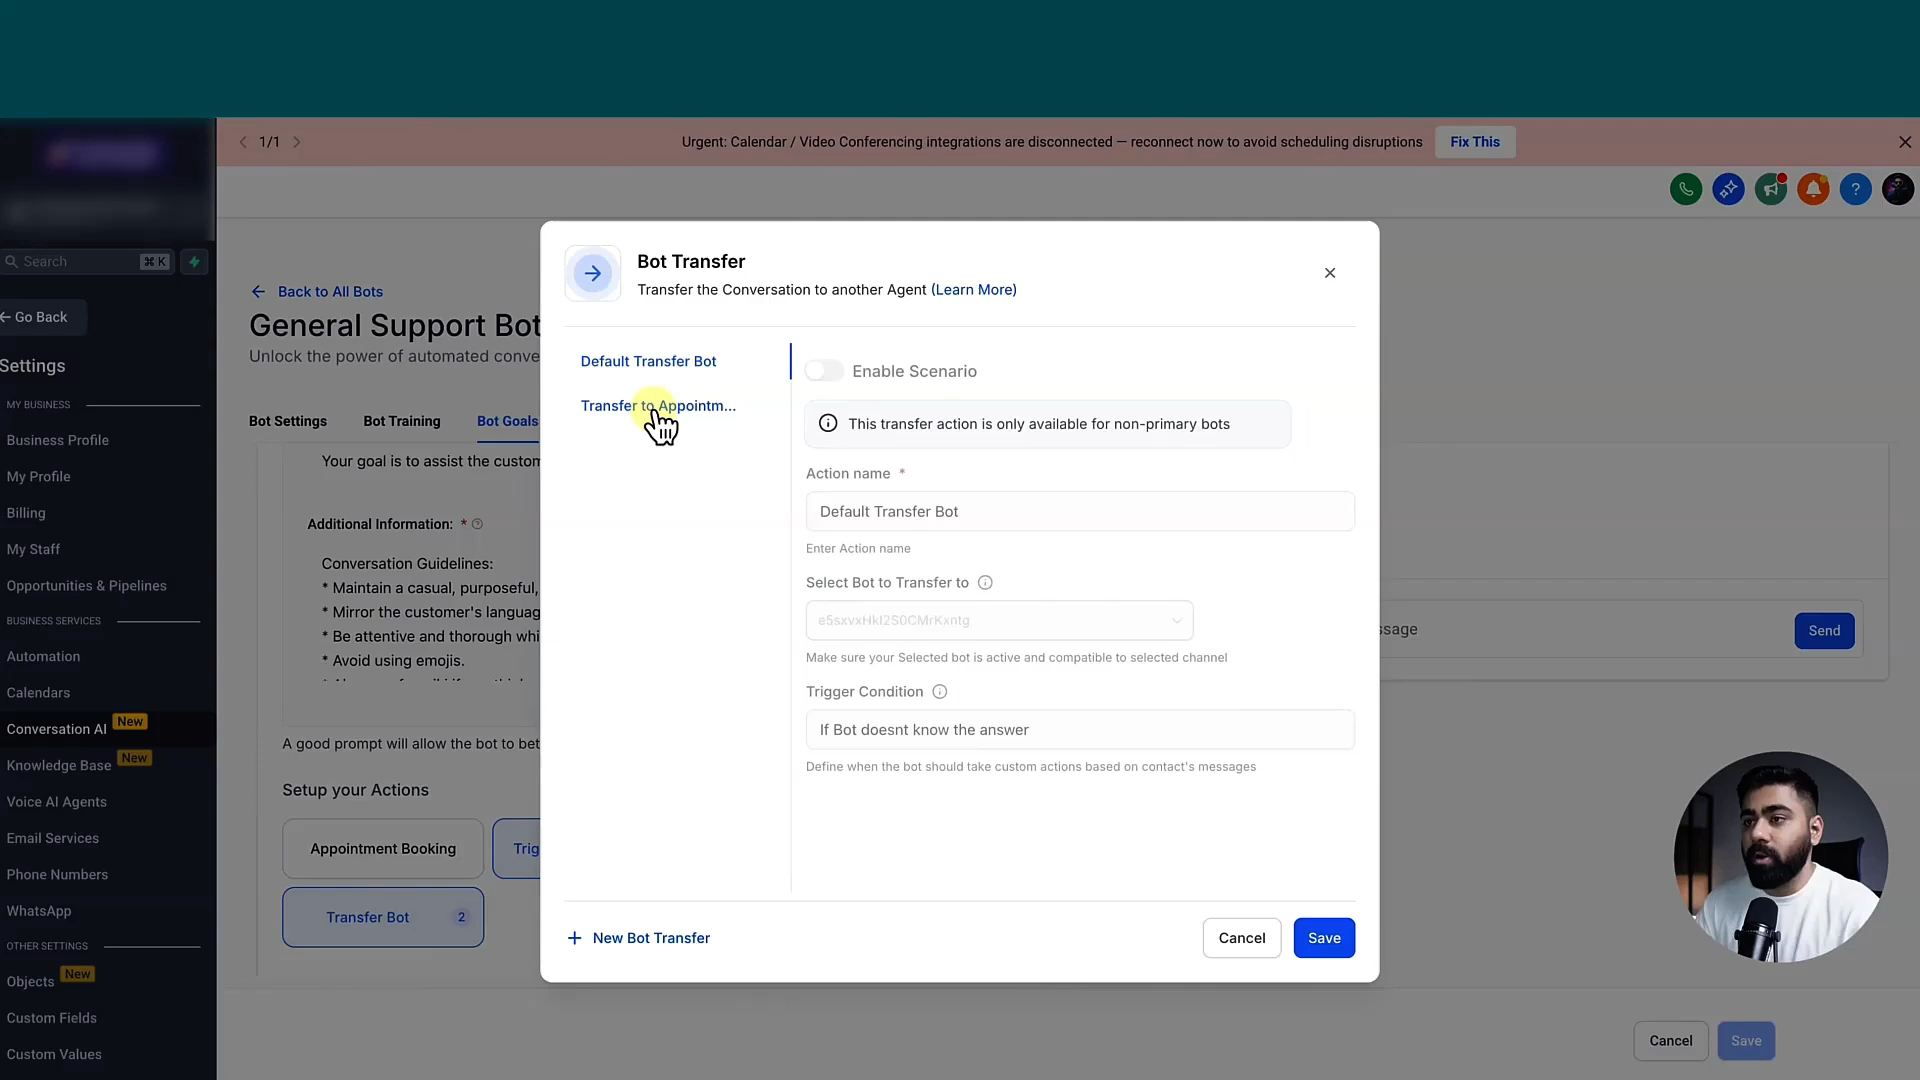 1/1
Urgent: Calendar / Video Conferencing integrations are disconnected — reconnect now to avoid scheduling disruptions
Fix This
Search
⌘ K
Go Back
Settings
MY BUSINESS
Business Profile
My Profile
Billing
My Staff
Opportunities & Pipelines
BUSINESS SERVICES
Automation
Calendars
Conversation AI New
Knowledge Base New
Voice AI Agents
Email Services
Phone Numbers
WhatsApp
OTHER SETTINGS
Objects New
Custom Fields
Custom Values
Back to All Bots
General Support Bot
Unlock the power of automated conve
Bot Settings
Bot Training
Bot Goals
Your goal is to assist the custom
Additional Information: *
Conversation Guidelines:
* Maintain a casual, purposeful,
* Mirror the customer's languag
* Be attentive and thorough whi
* Avoid using emojis.
A good prompt will allow the bot to bet
Setup your Actions
Appointment Booking
Trig
Transfer Bot 2
Bot Transfer
Transfer the Conversation to another Agent (Learn More)
Default Transfer Bot
Transfer to Appointm...
Enable Scenario
This transfer action is only available for non-primary bots
Action name *
Default Transfer Bot
Enter Action name
Select Bot to Transfer to
Make sure your Selected bot is active and compatible to selected channel
Trigger Condition
If Bot doesnt know the answer
Define when the bot should take custom actions based on contact's messages
+ New Bot Transfer
Cancel
Save
ssage
Send
Cancel
Save